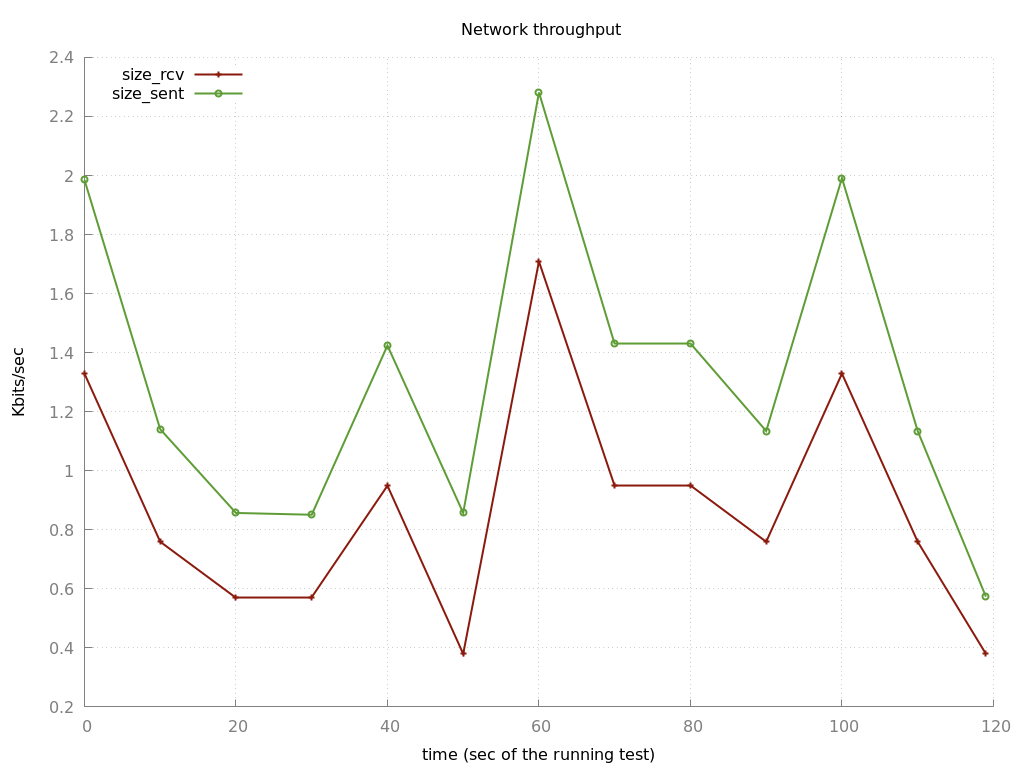 Network throughput
2.4
size_rcv
size_sent
2.2
2
1.8
1.6
1.4
Kbits/sec
1.2
1
0.8
0.6
0.4
0.2
0 20 40 60 80 100 120
time (sec of the running test)